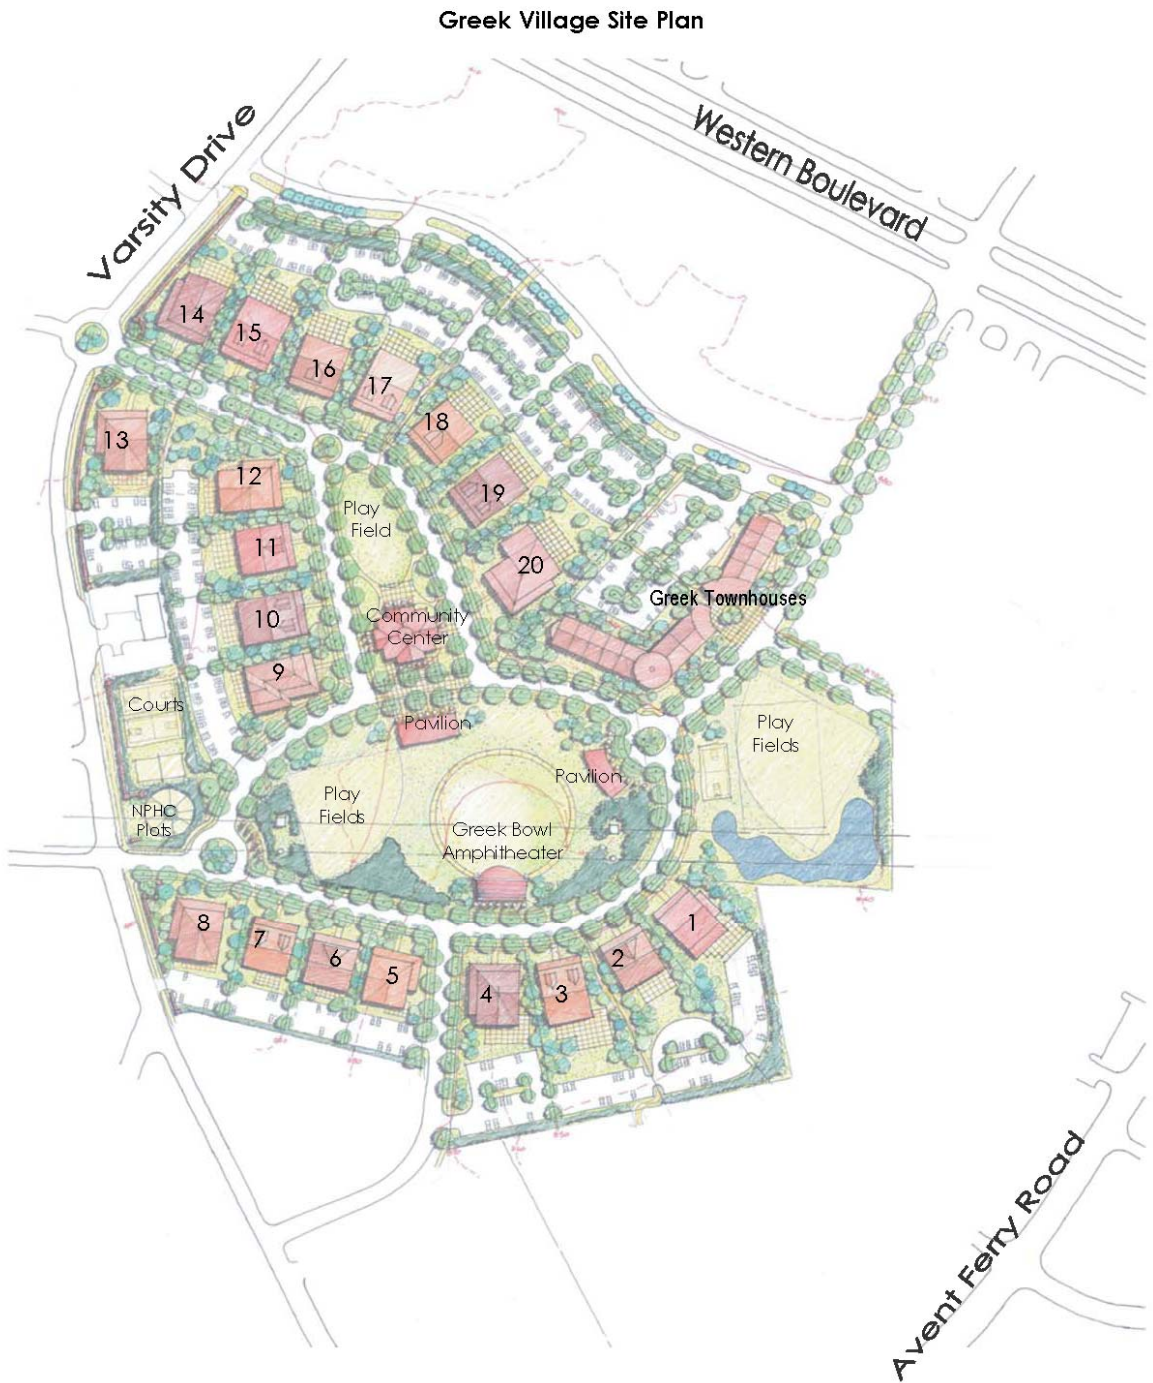 Greek Village Site Plan
Western Boulevard
Varsity Drive
14
15
16
17
18
13
12
19
Play
Field
11
20
Greek Townhouses
10
Community
Center
9
Courts
Pavilion
Play
Fields
Pavilion
Play
Fields
NPHC
Plots
Greek Bowl
Amphitheater
8
7
6
5
4
3
2
1
Avent Ferry Road